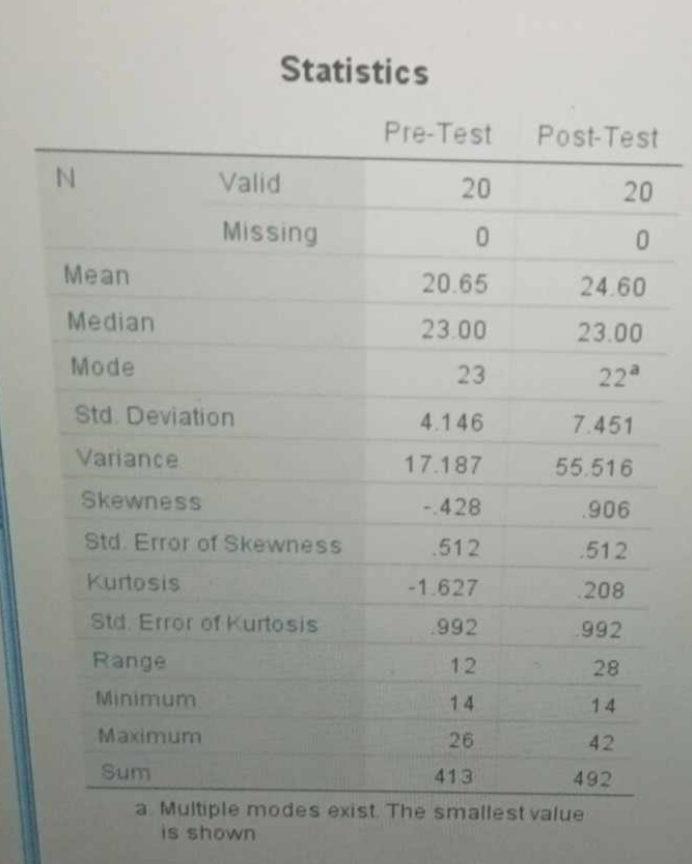 Statistics
Pre-Test Post-Test
N Valid 20 20
Missing 0 0
Mean 20.65 24.60
Median 23.00 23.00
Mode 23 22ª
Std. Deviation 4.146 7.451
Variance 17.187 55.516
Skewness -.428 .906
Std. Error of Skewness .512 .512
Kurtosis -1.627 .208
Std. Error of Kurtosis .992 .992
Range 12 28
Minimum 14 14
Maximum 26 42
Sum 413 492
a. Multiple modes exist. The smallest value
is shown